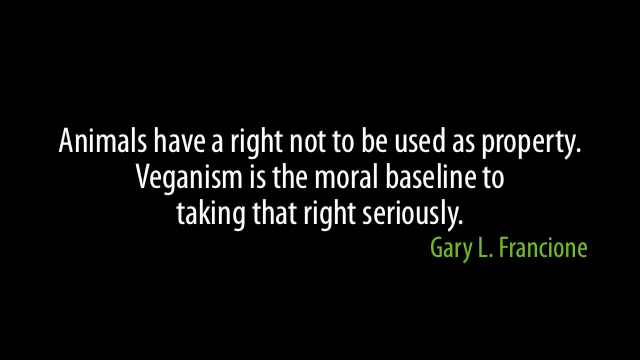 Animals have a right not to be used as property.
Veganism is the moral baseline to
taking that right seriously.
Gary L. Francione